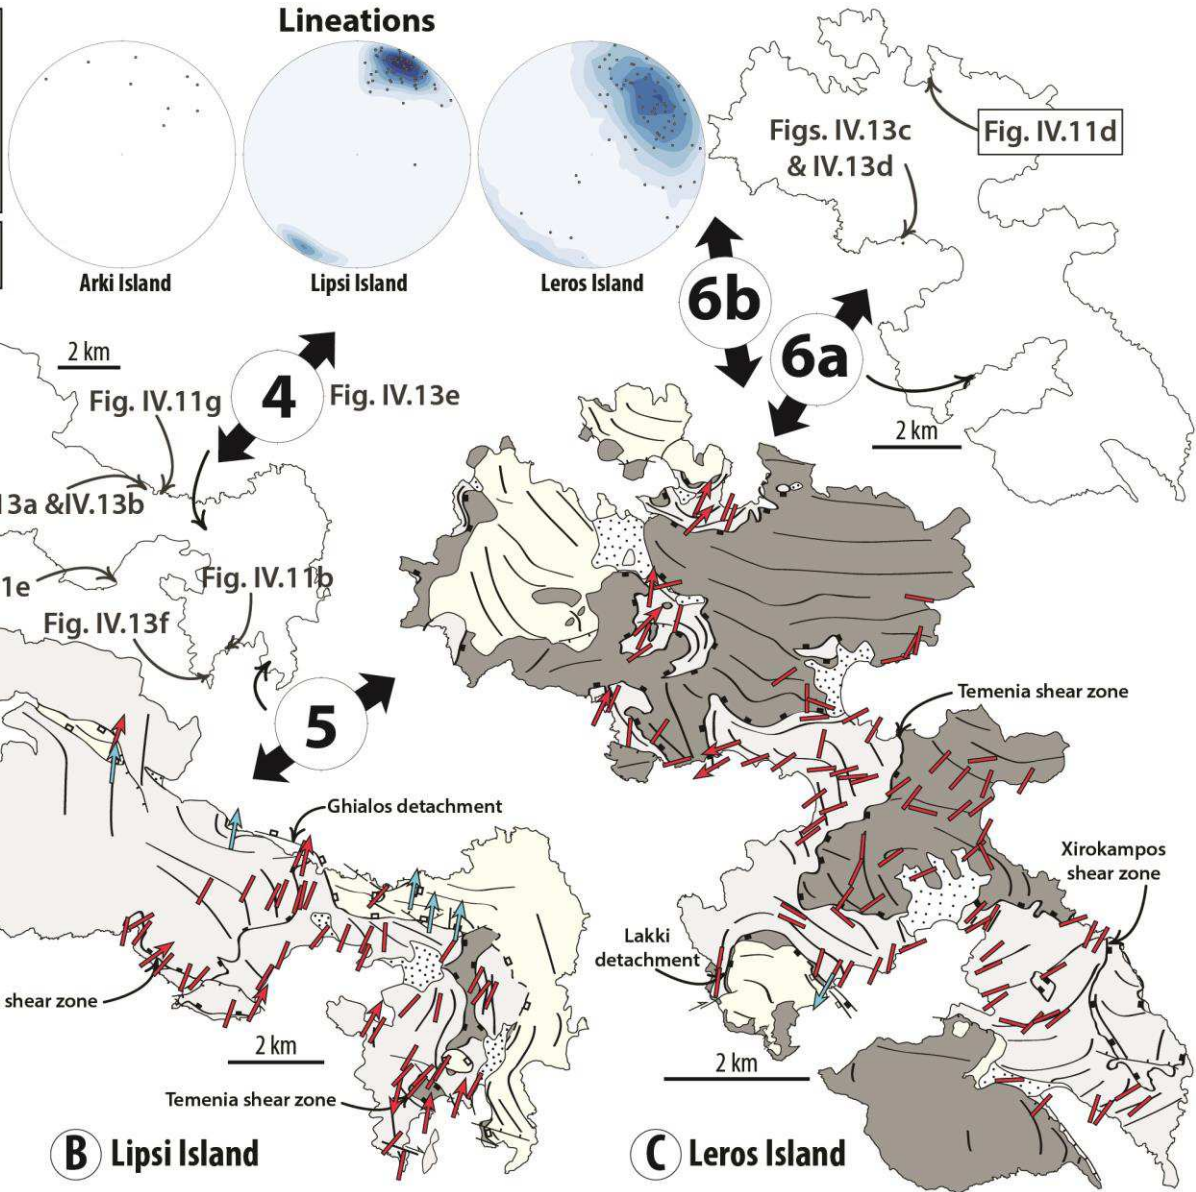 Lineations
Arki Island
Lipsi Island
Leros Island
Figs. IV.13c
& IV.13d
Fig. IV.11d
6b
6a
2 km
2 km
Fig. IV.11g
4
Fig. IV.13e
13a &IV.13b
1e
Fig. IV.11b
Fig. IV.13f
5
Temenia shear zone
Ghialos detachment
Xirokampos
shear zone
Lakki
detachment
shear zone
2 km
2 km
Temenia shear zone
B Lipsi Island
C Leros Island